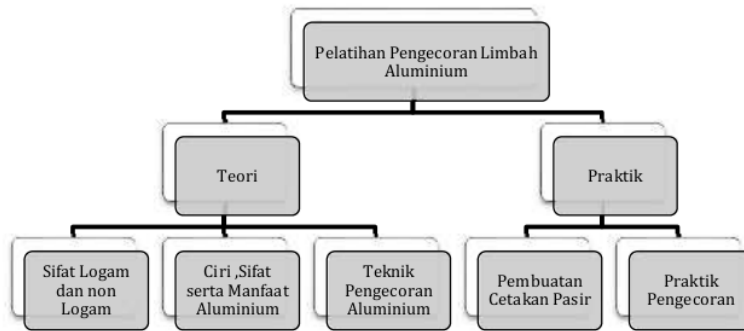 Pelatihan Pengecoran Limbah
Aluminium
Teori
Praktik
Sifat Logam
dan non
Logam
Ciri ,Sifat
serta Manfaat
Aluminium
Teknik
Pengecoran
Aluminium
Pembuatan
Cetakan Pasir
Praktik
Pengecoran